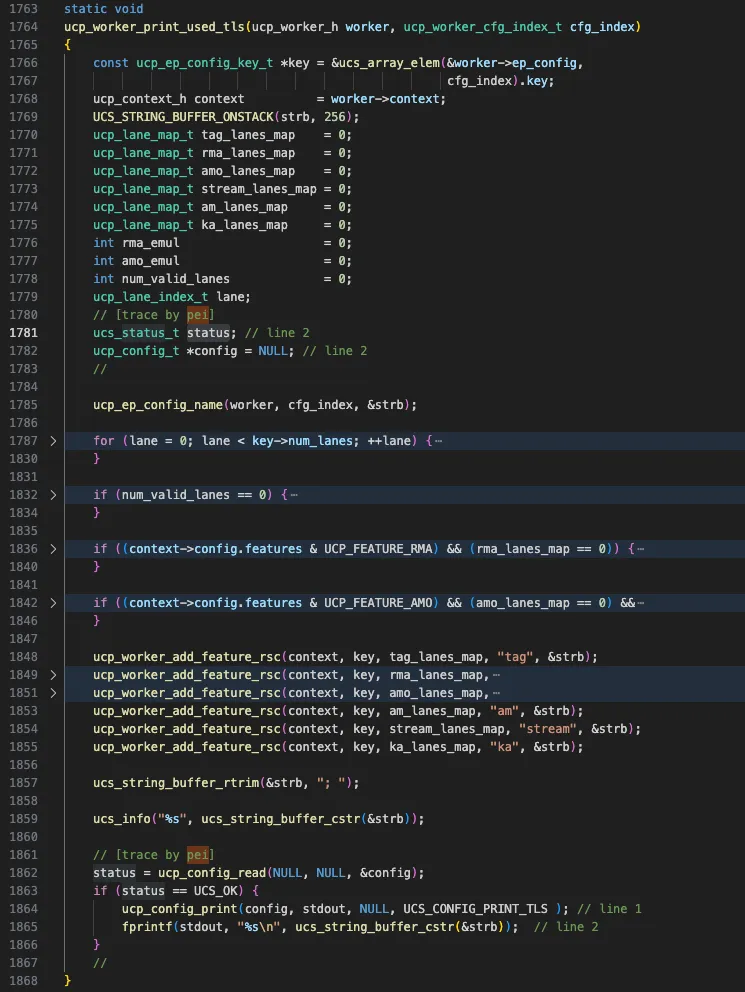 1763 static void
1764 ucp_worker_print_used_tls(ucp_worker_h worker, ucp_worker_cfg_index_t cfg_index)
1765 {
1766     const ucp_ep_config_key_t *key = &ucs_array_elem(&worker->ep_config,
1767                                                      cfg_index).key;
1768     ucp_context_h context          = worker->context;
1769     UCS_STRING_BUFFER_ONSTACK(strb, 256);
1770     ucp_lane_map_t tag_lanes_map    = 0;
1771     ucp_lane_map_t rma_lanes_map    = 0;
1772     ucp_lane_map_t amo_lanes_map    = 0;
1773     ucp_lane_map_t stream_lanes_map = 0;
1774     ucp_lane_map_t am_lanes_map     = 0;
1775     ucp_lane_map_t ka_lanes_map     = 0;
1776     int rma_emul                    = 0;
1777     int amo_emul                    = 0;
1778     int num_valid_lanes             = 0;
1779     ucp_lane_index_t lane;
1780     // [trace by pei]
1781     ucs_status_t status; // line 2
1782     ucp_config_t *config = NULL; // line 2
1783     //
1784
1785     ucp_ep_config_name(worker, cfg_index, &strb);
1786
1787 >   for (lane = 0; lane < key->num_lanes; ++lane) {⋯
1830     }
1831
1832 >   if (num_valid_lanes == 0) {⋯
1834     }
1835
1836 >   if ((context->config.features & UCP_FEATURE_RMA) && (rma_lanes_map == 0)) {⋯
1840     }
1841
1842 >   if ((context->config.features & UCP_FEATURE_AMO) && (amo_lanes_map == 0) &&⋯
1846     }
1847
1848     ucp_worker_add_feature_rsc(context, key, tag_lanes_map, "tag", &strb);
1849 >   ucp_worker_add_feature_rsc(context, key, rma_lanes_map,⋯
1851 >   ucp_worker_add_feature_rsc(context, key, amo_lanes_map,⋯
1853     ucp_worker_add_feature_rsc(context, key, am_lanes_map, "am", &strb);
1854     ucp_worker_add_feature_rsc(context, key, stream_lanes_map, "stream", &strb);
1855     ucp_worker_add_feature_rsc(context, key, ka_lanes_map, "ka", &strb);
1856
1857     ucs_string_buffer_rtrim(&strb, "; ");
1858
1859     ucs_info("%s", ucs_string_buffer_cstr(&strb));
1860
1861     // [trace by pei]
1862     status = ucp_config_read(NULL, NULL, &config);
1863     if (status == UCS_OK) {
1864         ucp_config_print(config, stdout, NULL, UCS_CONFIG_PRINT_TLS ); // line 1
1865         fprintf(stdout, "%s\n", ucs_string_buffer_cstr(&strb));  // line 2
1866     }
1867     //
1868 }